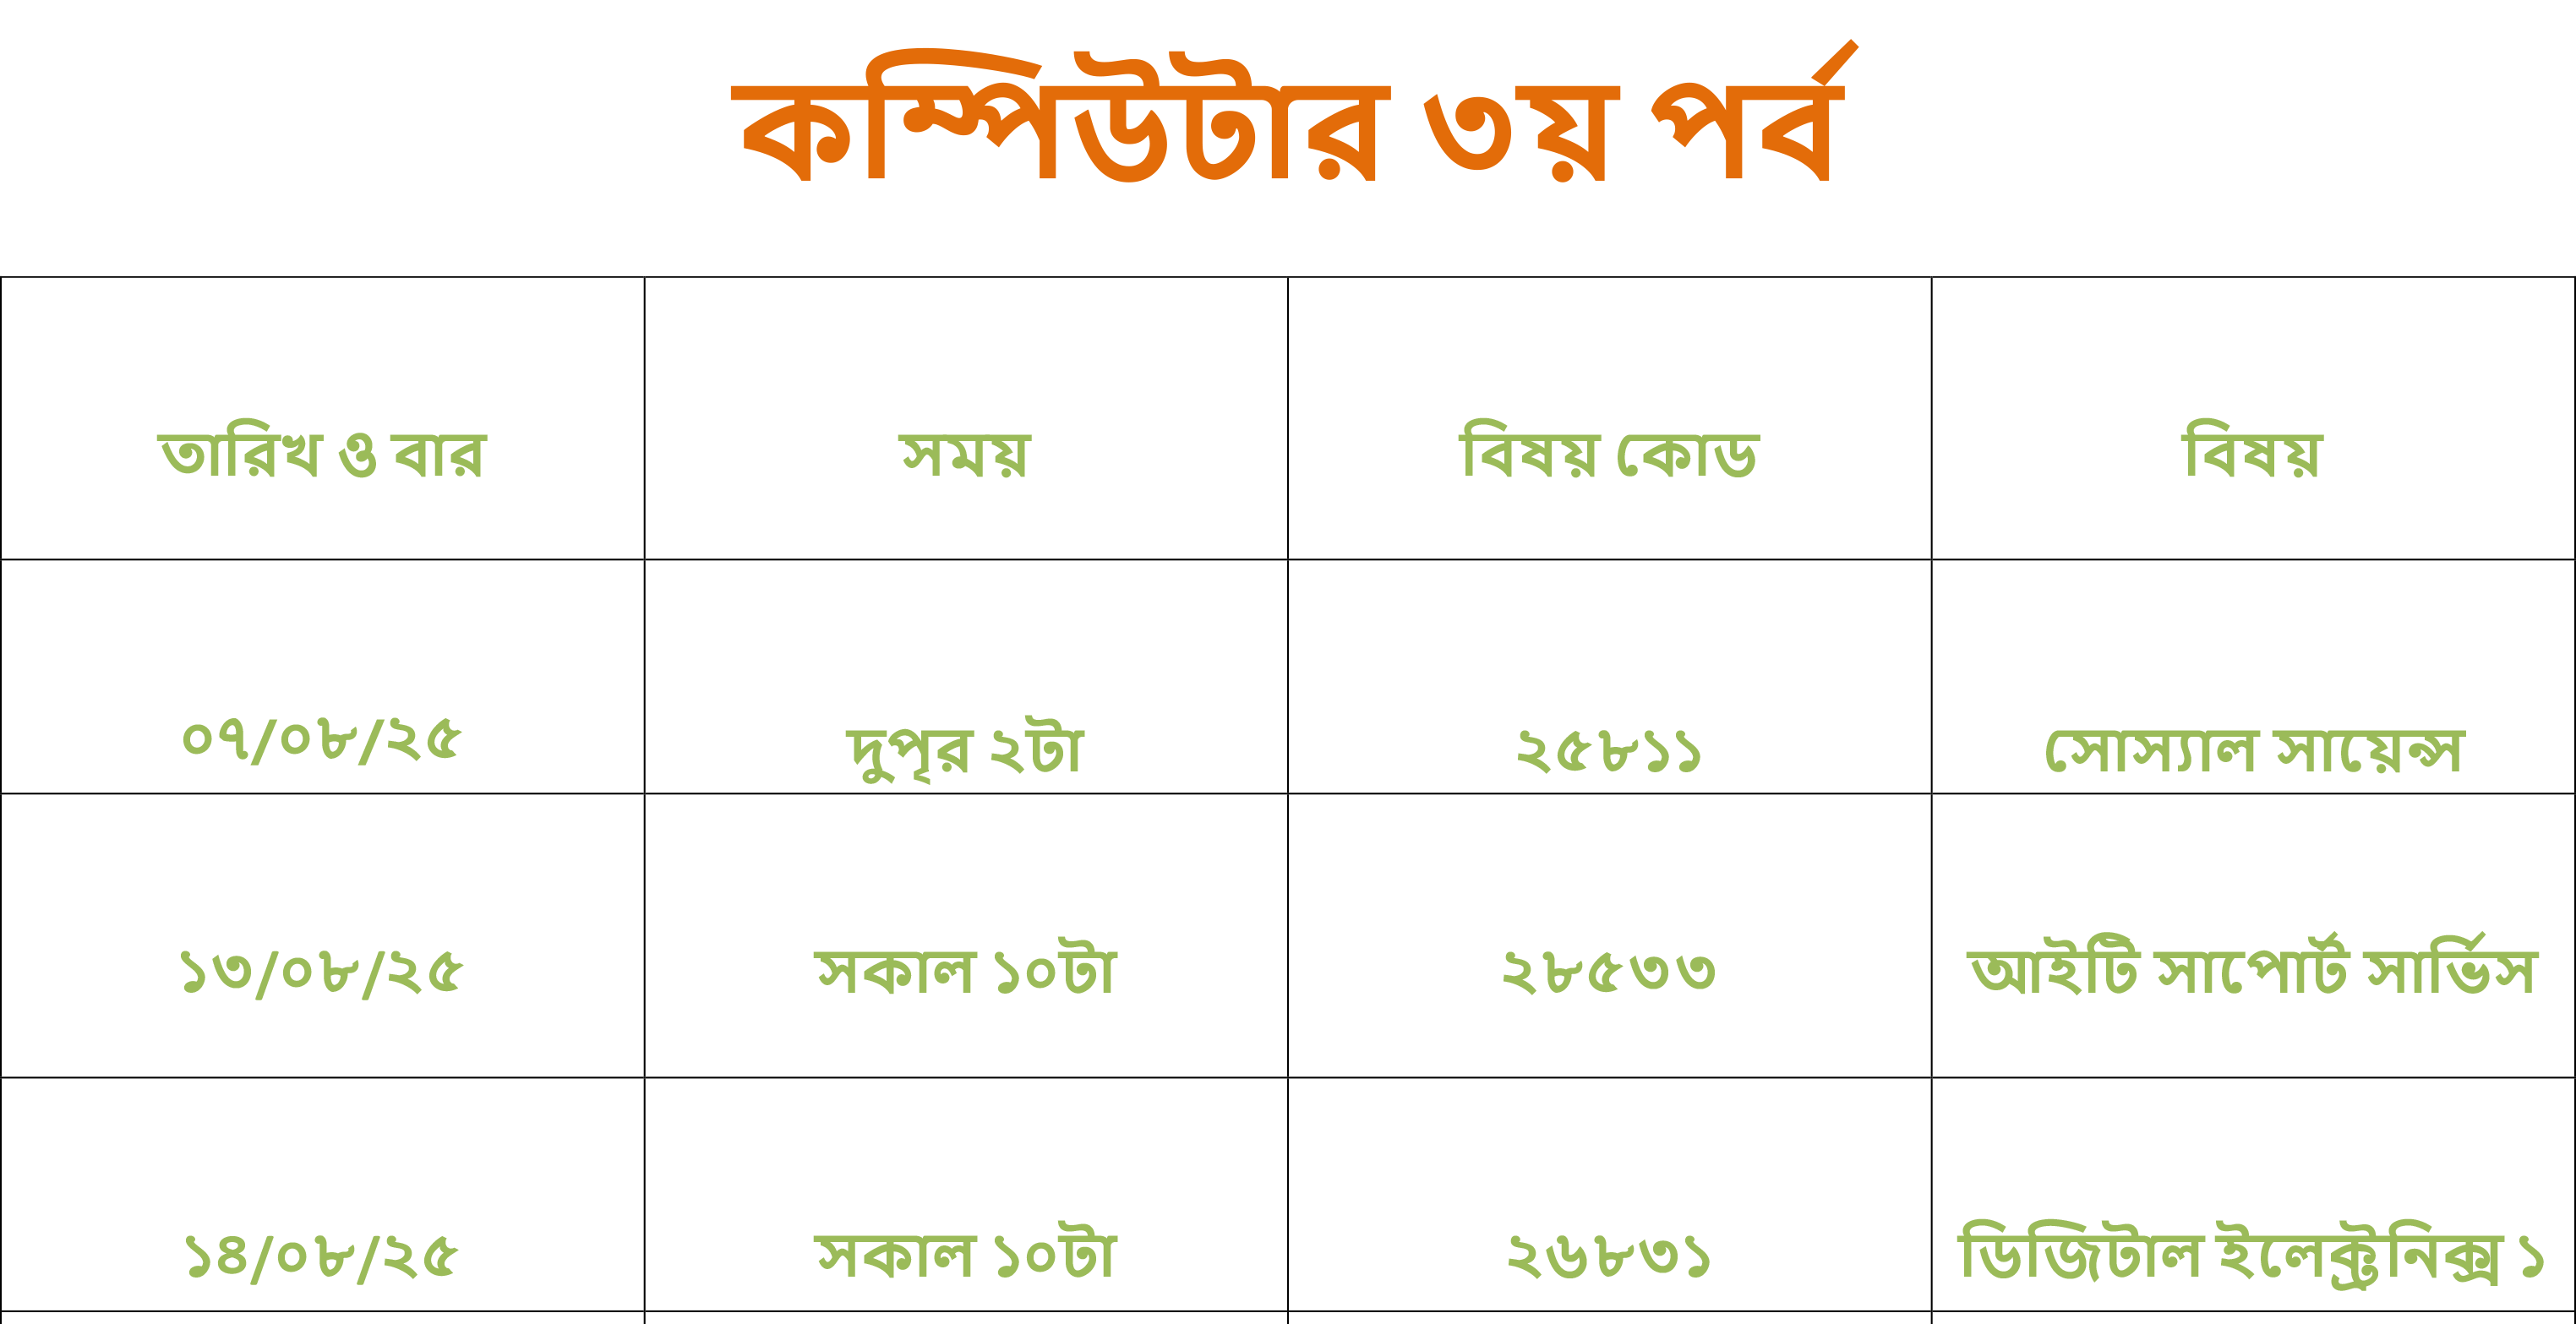 কম্পিউটার ৩য় পর্ব
তারিখ ও বার সময় বিষয় কোড বিষয়
০৭/০৮/২৫ দুপুর ২টা ২৫৮১১ সোস্যাল সায়েন্স
১৩/০৮/২৫ সকাল ১০টা ২৮৫৩৩ আইটি সাপোর্ট সার্ভিস
১৪/০৮/২৫ সকাল ১০টা ২৬৮৩১ ডিজিটাল ইলেক্ট্রনিক্স ১